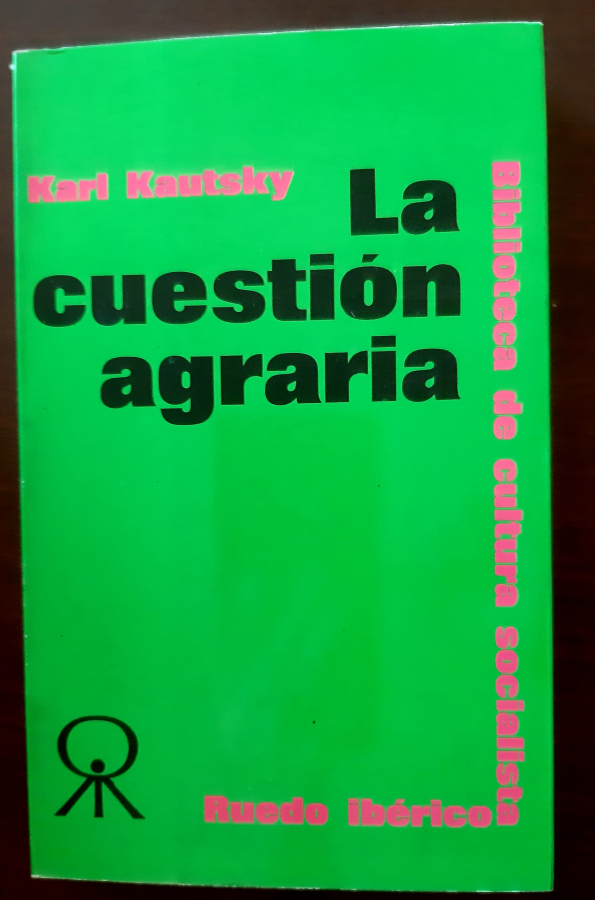 Karl Kautsky
La
cuestión
agraria
Biblioteca de cultura socialista
Ruedo ibérico